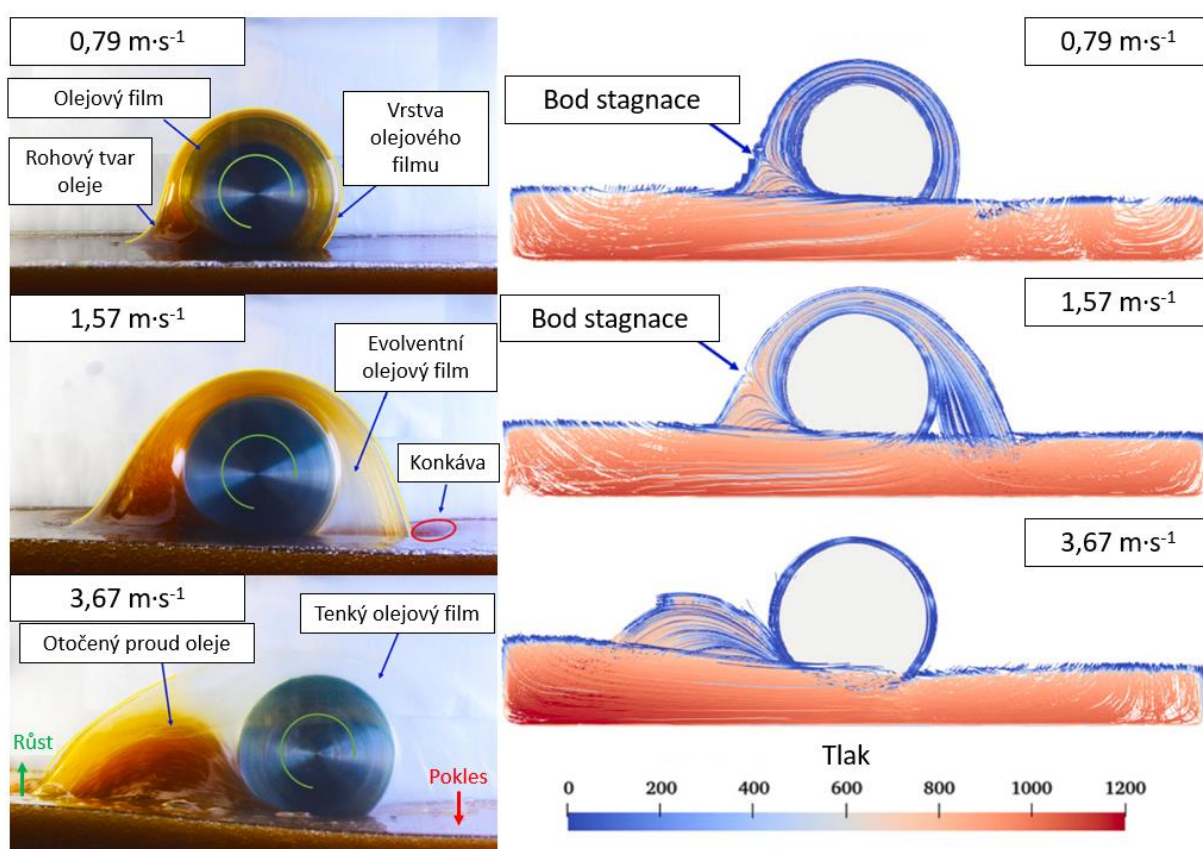 0,79 m·s⁻¹
Olejový film
Rohový tvar
oleje
Vrstva
olejového
filmu
1,57 m·s⁻¹
Evolventní
olejový film
Konkáva
3,67 m·s⁻¹
Tenký olejový film
Otočený proud oleje
Růst
Pokles
0,79 m·s⁻¹
Bod stagnace
1,57 m·s⁻¹
Bod stagnace
3,67 m·s⁻¹
Tlak
0 200 400 600 800 1000 1200